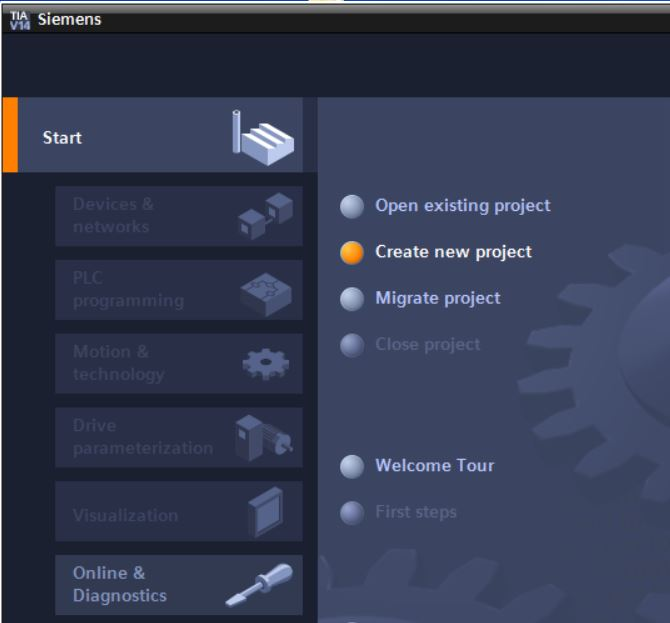 TIA
V14 Siemens
Start
Devices &
networks
PLC
programming
Motion &
technology
Drive
parameterization
Visualization
Online &
Diagnostics
Open existing project
Create new project
Migrate project
Close project
Welcome Tour
First steps